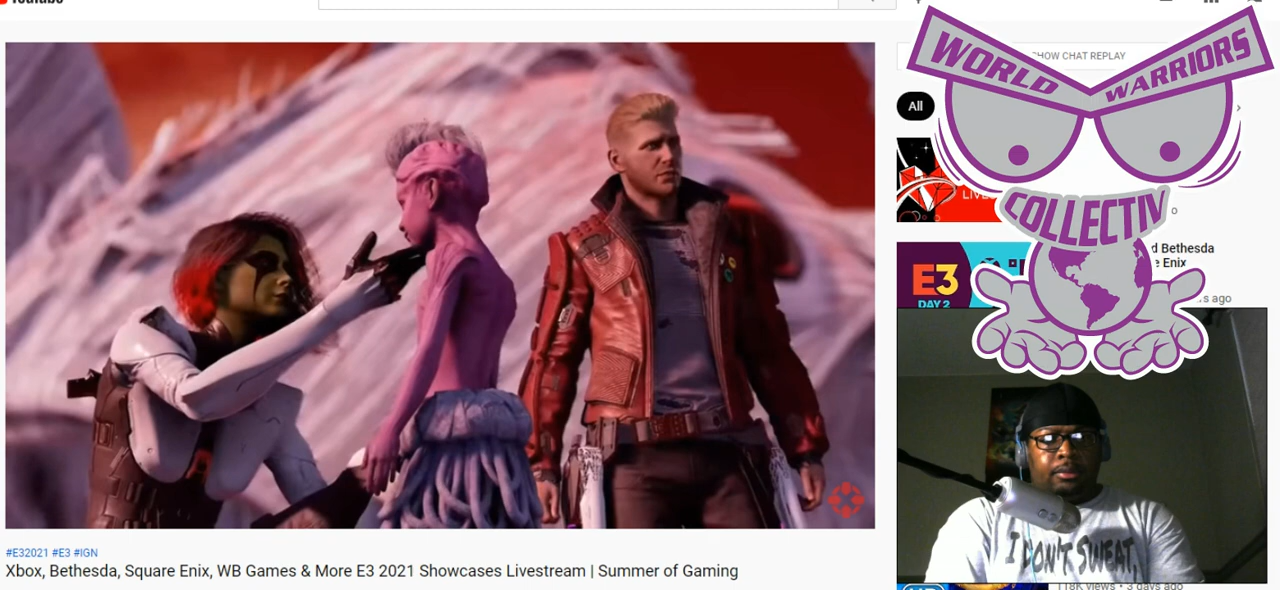 WORLD WARRIORS
SHOW CHAT REPLAY
All
LIVE
COLLECTIV
E3
DAY 2
d Bethesda
e Enix
s ago
I DON'T SWEAT,
#E32021 #E3 #IGN
Xbox, Bethesda, Square Enix, WB Games & More E3 2021 Showcases Livestream | Summer of Gaming
118K views • 3 days ago